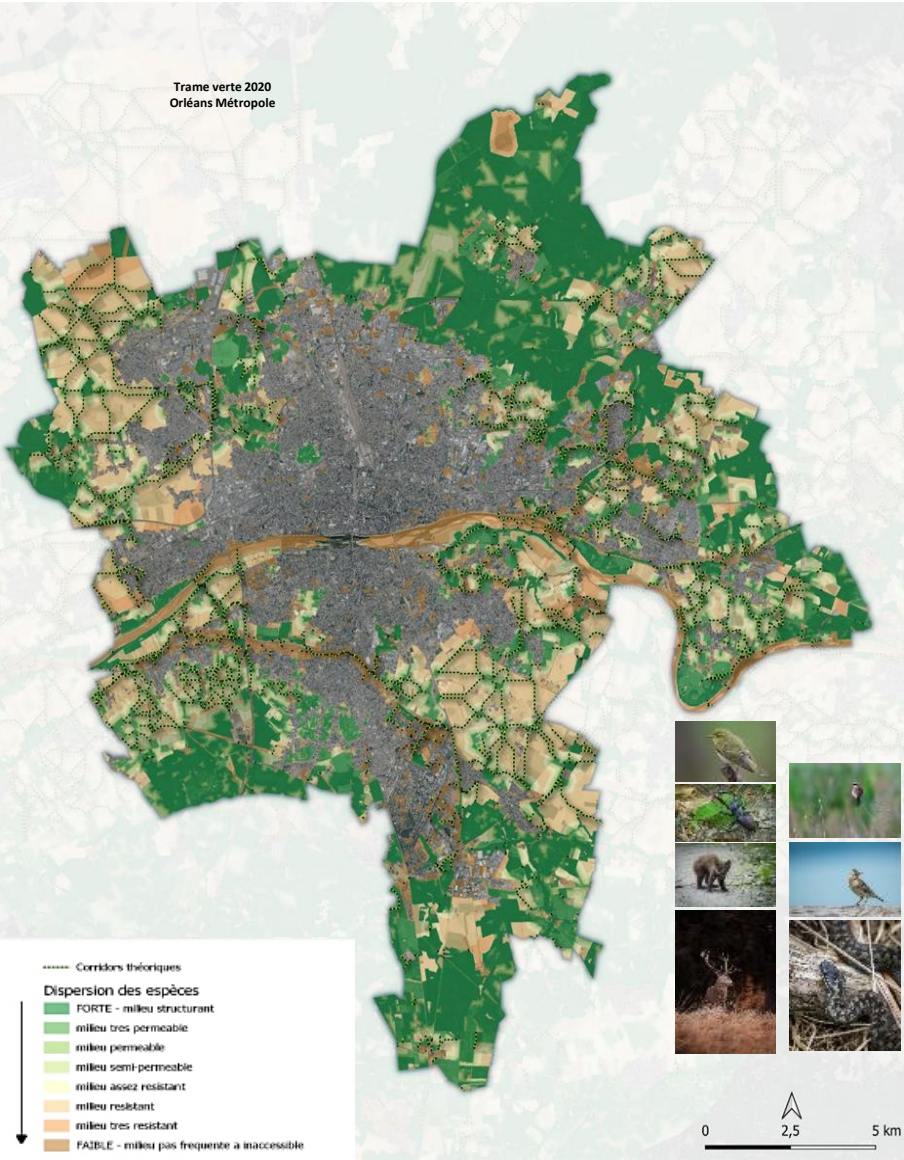 Trame verte 2020
Orléans Métropole
Corridors théoriques
Dispersion des espèces
FORTE - milieu structurant
milieu tres permeable
milieu permeable
milieu semi-permeable
milieu assez resistant
milieu resistant
milieu tres resistant
FAIBLE - milieu pas frequente a inaccessible
0 2,5 5 km